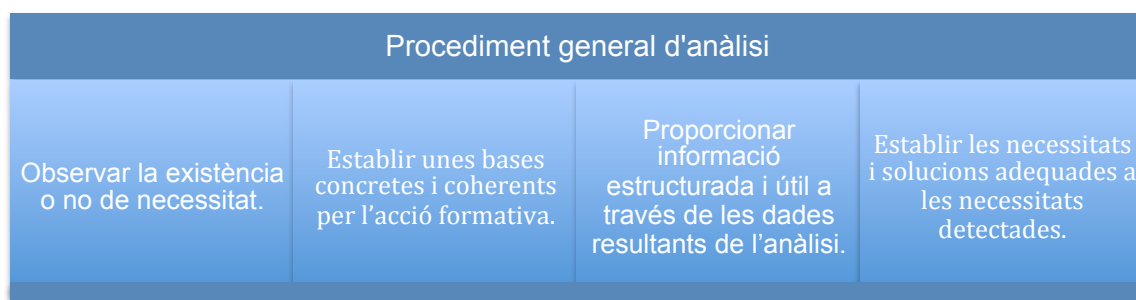 Procediment general d'anàlisi
Observar la existència
o no de necessitat.
Establir unes bases
concretes i coherents
per l’acció formativa.
Proporcionar
informació
estructurada i útil a
través de les dades
resultants de l’anàlisi.
Establir les necessitats
i solucions adequades a
les necessitats
detectades.